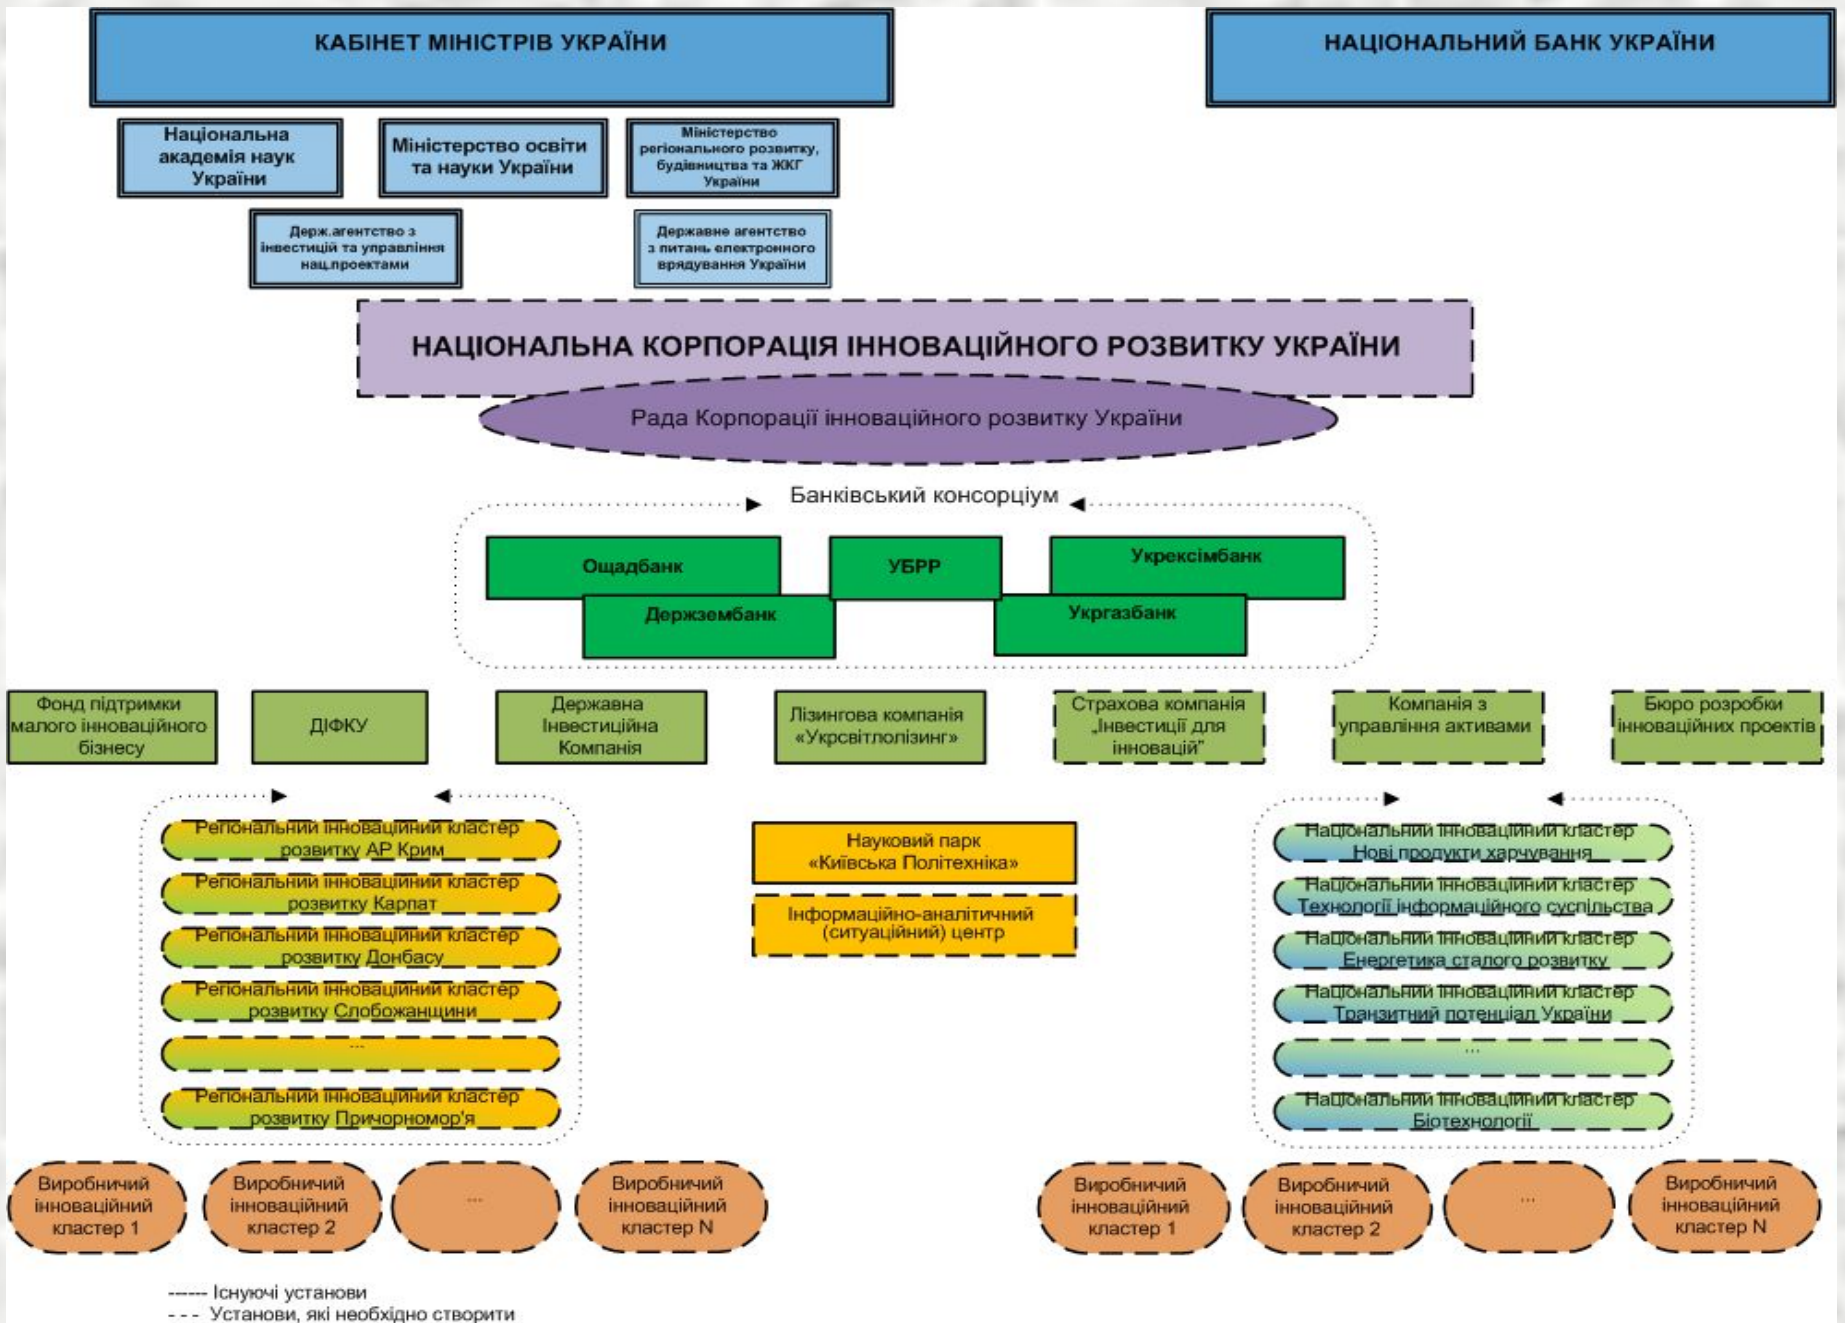 КАБІНЕТ МІНІСТРІВ УКРАЇНИ
НАЦІОНАЛЬНИЙ БАНК УКРАЇНИ
Національна
академія наук
України
Міністерство освіти
та науки України
Міністерство
регіонального розвитку,
будівництва та ЖКГ
України
Держ.агентство з
інвестицій та управління
нац.проектами
Державне агентство
з питань електронного
врядування України
НАЦІОНАЛЬНА КОРПОРАЦІЯ ІННОВАЦІЙНОГО РОЗВИТКУ УКРАЇНИ
Рада Корпорації інноваційного розвитку України
Банківський консорціум
Ощадбанк
УБРР
Укрексімбанк
Держзембанк
Укргазбанк
Фонд підтримки
малого інноваційного
бізнесу
ДІФКУ
Державна
Інвестиційна
Компанія
Лізингова компанія
«Укрсвітлолізинг»
Страхова компанія
„Інвестиції для
інновацій"
Компанія з
управління активами
Бюро розробки
інноваційних проектів
Регіональний інноваційний кластер
розвитку АР Крим
Регіональний інноваційний кластер
розвитку Карпат
Регіональний інноваційний кластер
розвитку Донбасу
Регіональний інноваційний кластер
розвитку Слобожанщини
...
Регіональний інноваційний кластер
розвитку Причорномор'я
Науковий парк
«Київська Політехніка»
Інформаційно-аналітичний
(ситуаційний) центр
Національний інноваційний кластер
Нові продукти харчування
Національний інноваційний кластер
Технології інформаційного суспільства
Національний інноваційний кластер
Енергетика сталого розвитку
Національний інноваційний кластер
Транзитний потенціал України
...
Національний інноваційний кластер
Біотехнології
Виробничий
інноваційний
кластер 1
Виробничий
інноваційний
кластер 2
...
Виробничий
інноваційний
кластер N
Виробничий
інноваційний
кластер 1
Виробничий
інноваційний
кластер 2
...
Виробничий
інноваційний
кластер N
------ Існуючі установи
- - - Установи, які необхідно створити